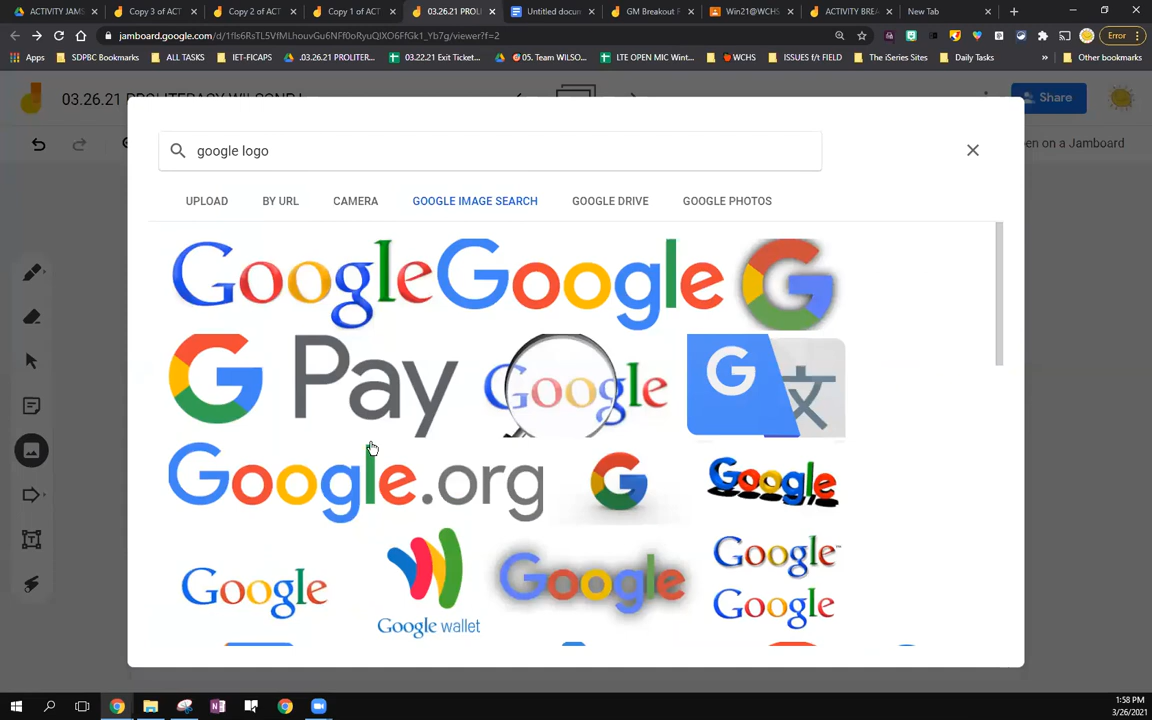 ACTIVITY JAMS
Copy 3 of ACT
Copy 2 of ACT
Copy 1 of ACT
03.26.21 PROLI
Untitled docum
GM Breakout R
Win21@WCHS
ACTIVITY BREA
New Tab
jamboard.google.com/d/1fIs6RsTL5VfMLhouvGu6NFf0oRyuQIXO6FfGk1_Yb7g/viewer?f=2
Error
Apps
SDPBC Bookmarks
ALL TASKS
IET-FICAPS
.03.26.21 PROLITER...
03.22.21 Exit Ticket...
05. Team WILSO...
LTE OPEN MIC Wint...
WCHS
ISSUES f/t FIELD
The iSeries Sites
Daily Tasks
»
Other bookmarks
03.26.21 PROLITERACY WILSONDJ
Share
en on a Jamboard
google logo
UPLOAD
BY URL
CAMERA
GOOGLE IMAGE SEARCH
GOOGLE DRIVE
GOOGLE PHOTOS
Google
Google
G
G Pay
Google
G 文
Google.org
G
Google
Google
Google wallet
Google
Google™
Google
1:58 PM
3/26/2021